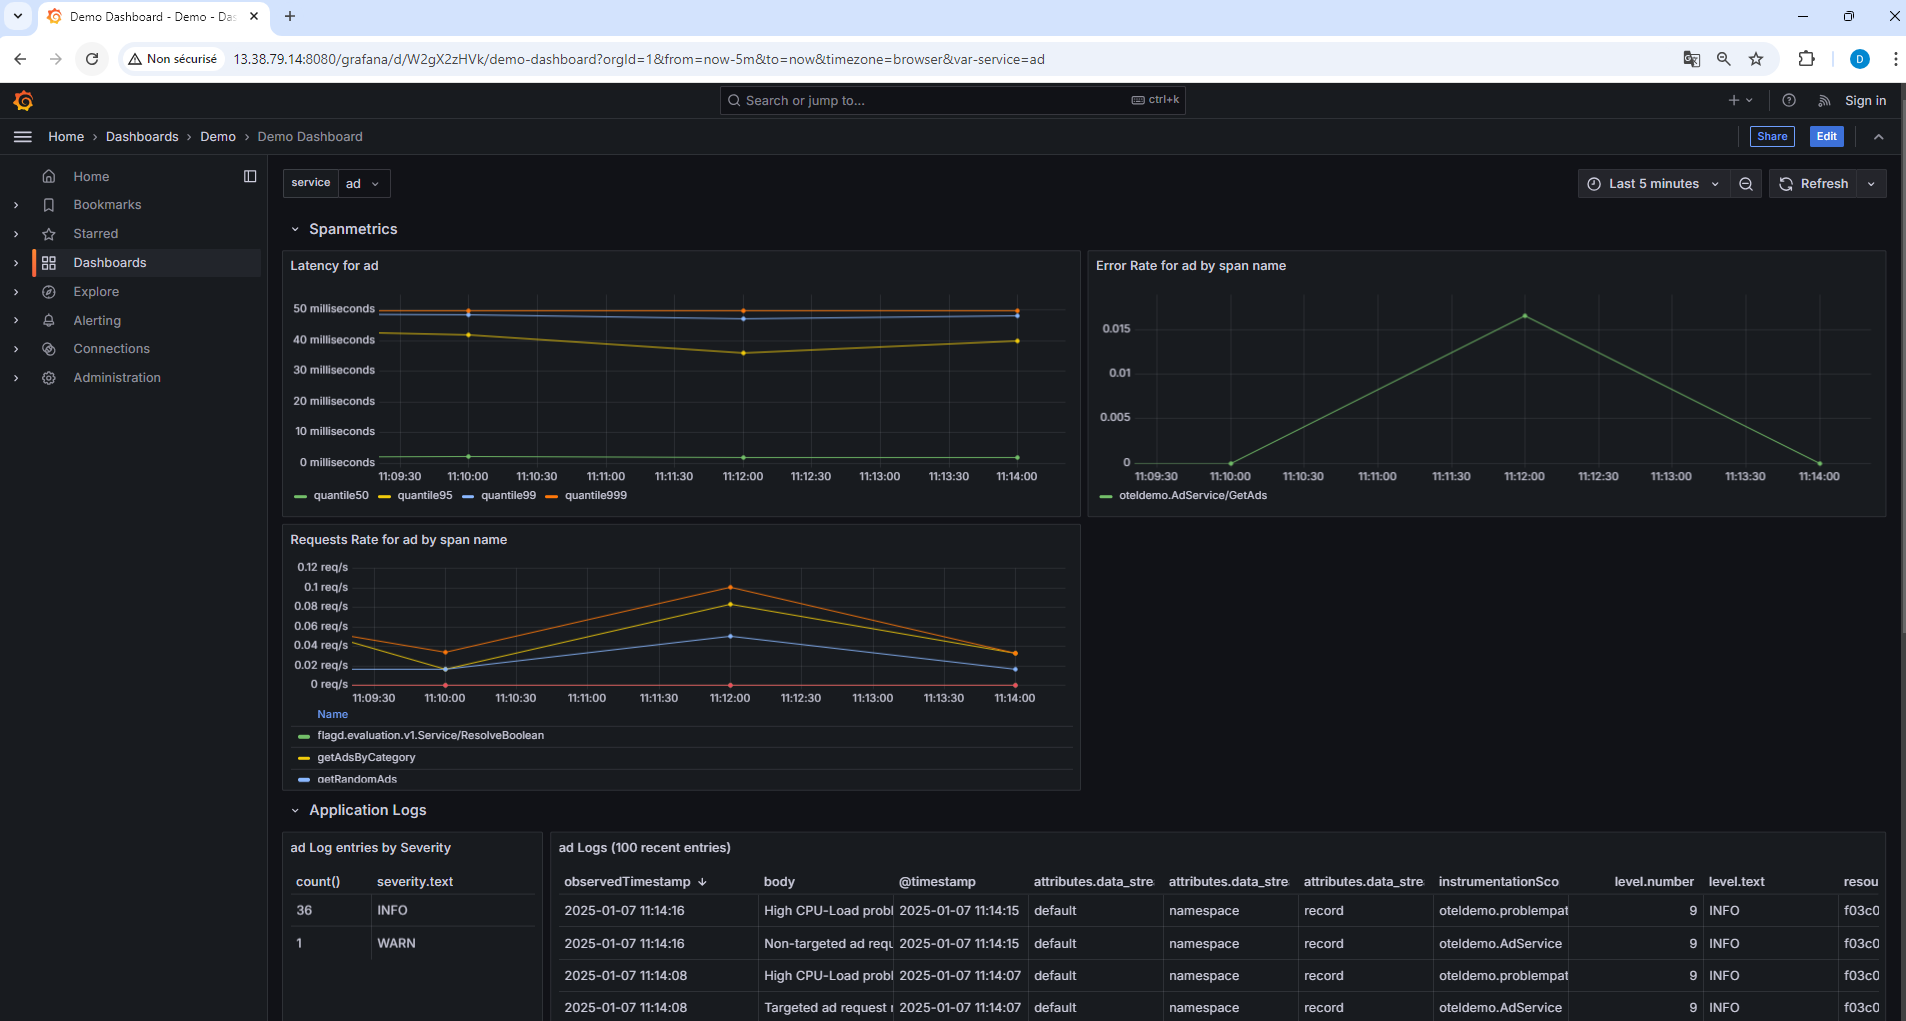 Demo Dashboard - Demo - Das
Non sécurisé
13.38.79.14:8080/grafana/d/W2gX2zHVk/demo-dashboard?orgId=1&from=now-5m&to=now&timezone=browser&var-service=ad
D
Search or jump to...
ctrl+k
Sign in
Home › Dashboards › Demo › Demo Dashboard
Share
Edit
Home
Bookmarks
Starred
Dashboards
Explore
Alerting
Connections
Administration
service
ad
Last 5 minutes
Refresh
Spanmetrics
Latency for ad
50 milliseconds
40 milliseconds
30 milliseconds
20 milliseconds
10 milliseconds
0 milliseconds
11:09:30 11:10:00 11:10:30 11:11:00 11:11:30 11:12:00 11:12:30 11:13:00 11:13:30 11:14:00
quantile50 quantile95 quantile99 quantile999
Error Rate for ad by span name
0.015
0.01
0.005
0
11:09:30 11:10:00 11:10:30 11:11:00 11:11:30 11:12:00 11:12:30 11:13:00 11:13:30 11:14:00
oteldemo.AdService/GetAds
Requests Rate for ad by span name
0.12 req/s
0.1 req/s
0.08 req/s
0.06 req/s
0.04 req/s
0.02 req/s
0 req/s
11:09:30 11:10:00 11:10:30 11:11:00 11:11:30 11:12:00 11:12:30 11:13:00 11:13:30 11:14:00
Name
flagd.evaluation.v1.Service/ResolveBoolean
getAdsByCategory
getRandomAds
Application Logs
ad Log entries by Severity
count() severity.text
36 INFO
1 WARN
ad Logs (100 recent entries)
observedTimestamp body @timestamp attributes.data_stre attributes.data_stre attributes.data_stre instrumentationSco level.number level.text resou
2025-01-07 11:14:16 High CPU-Load probl 2025-01-07 11:14:15 default namespace record oteldemo.problempat 9 INFO f03c0
2025-01-07 11:14:16 Non-targeted ad requ 2025-01-07 11:14:15 default namespace record oteldemo.AdService 9 INFO f03c0
2025-01-07 11:14:08 High CPU-Load probl 2025-01-07 11:14:07 default namespace record oteldemo.problempat 9 INFO f03c0
2025-01-07 11:14:08 Targeted ad request r 2025-01-07 11:14:07 default namespace record oteldemo.AdService 9 INFO f03c0